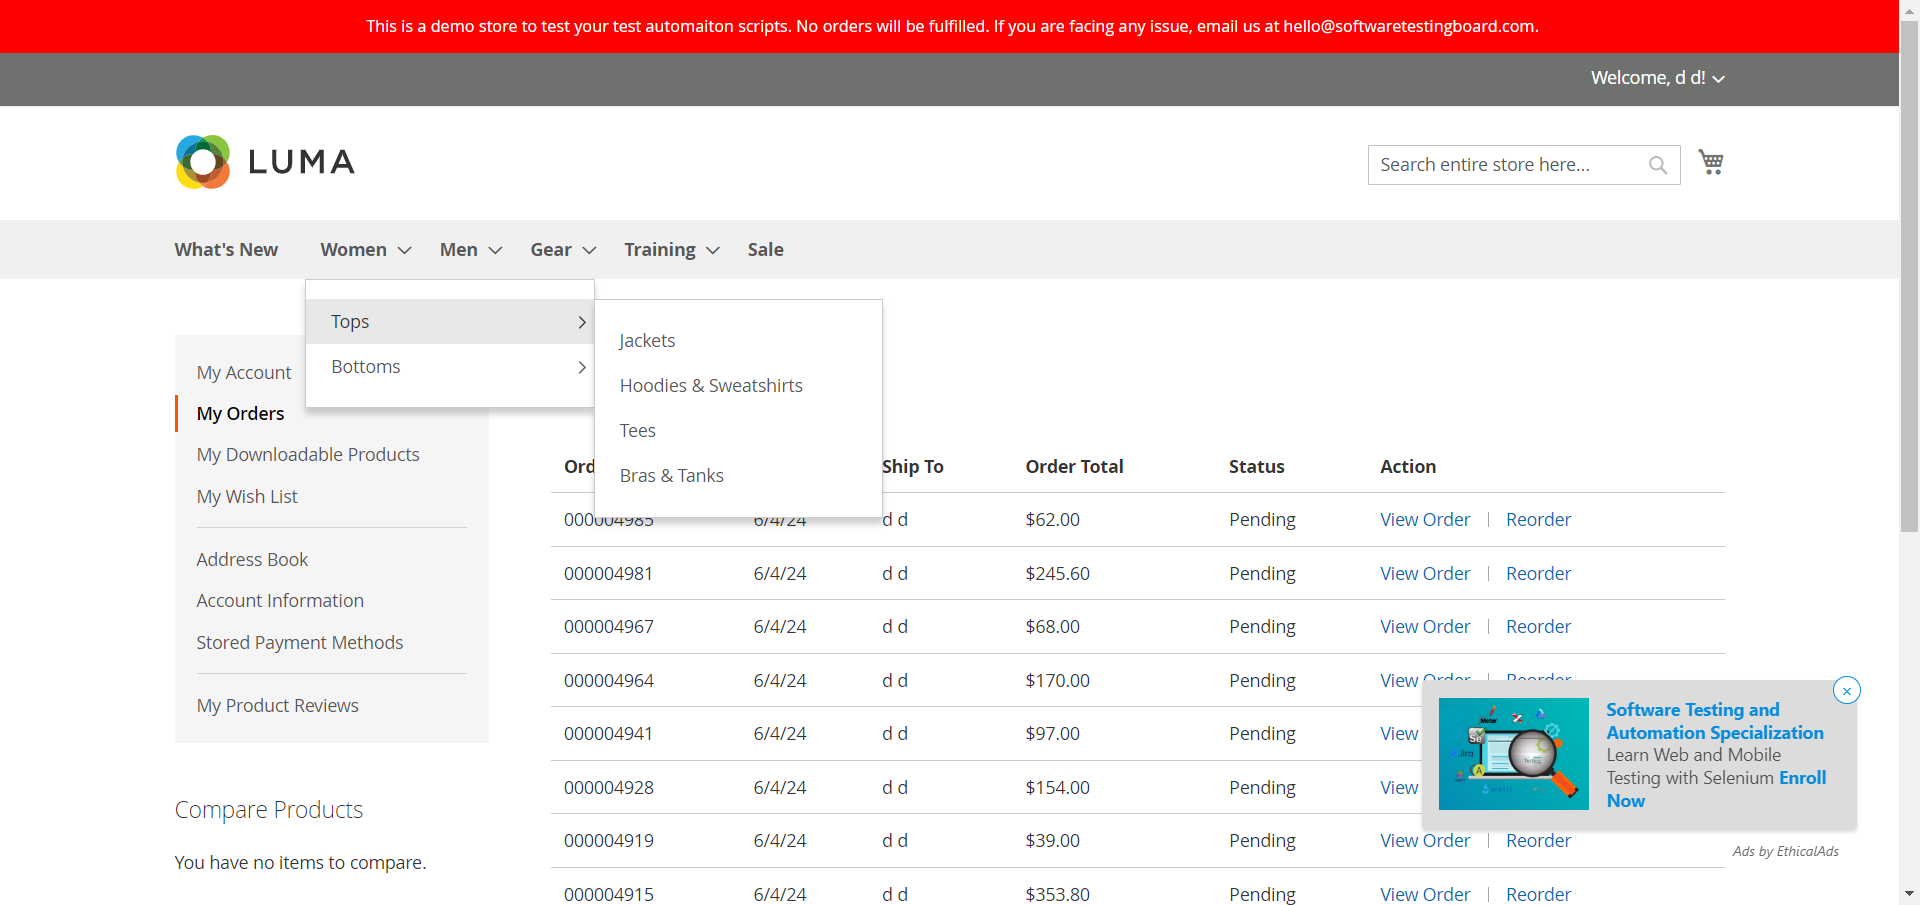 This is a demo store to test your test automaiton scripts. No orders will be fulfilled. If you are facing any issue, email us at hello@softwaretestingboard.com.
Welcome, d d!
LUMA
Search entire store here...
What's New Women Men Gear Training Sale
Tops
Bottoms
Jackets
Hoodies & Sweatshirts
Tees
Bras & Tanks
My Account
My Orders
My Downloadable Products
My Wish List
Address Book
Account Information
Stored Payment Methods
My Product Reviews
Compare Products
You have no items to compare.
Ord Ship To Order Total Status Action
000004985 6/4/24 d d $62.00 Pending View Order Reorder
000004981 6/4/24 d d $245.60 Pending View Order Reorder
000004967 6/4/24 d d $68.00 Pending View Order Reorder
000004964 6/4/24 d d $170.00 Pending View Order Reorder
000004941 6/4/24 d d $97.00 Pending View
000004928 6/4/24 d d $154.00 Pending View
000004919 6/4/24 d d $39.00 Pending View Order Reorder
000004915 6/4/24 d d $353.80 Pending View Order Reorder
Software Testing and
Automation Specialization
Learn Web and Mobile
Testing with Selenium Enroll
Now
Ads by EthicalAds